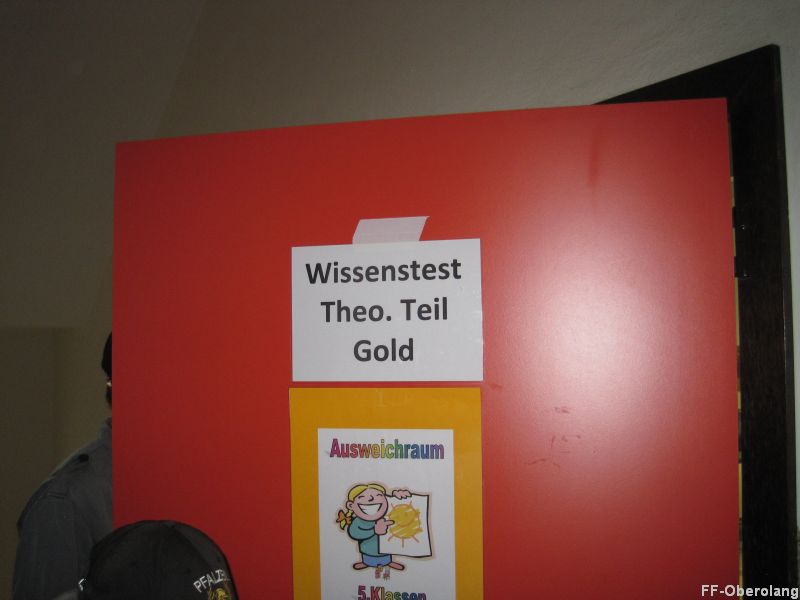 Wissenstest
Theo. Teil
Gold
Ausweichraum
5.Klassen
FF-Oberolang